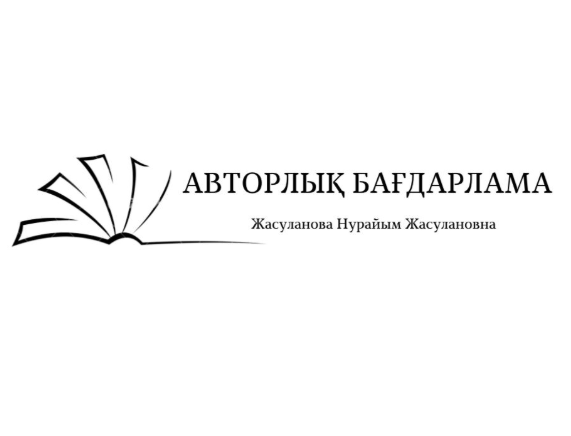 АВТОРЛЫҚ БАҒДАРЛАМА
Жасуланова Нурайым Жасулановна